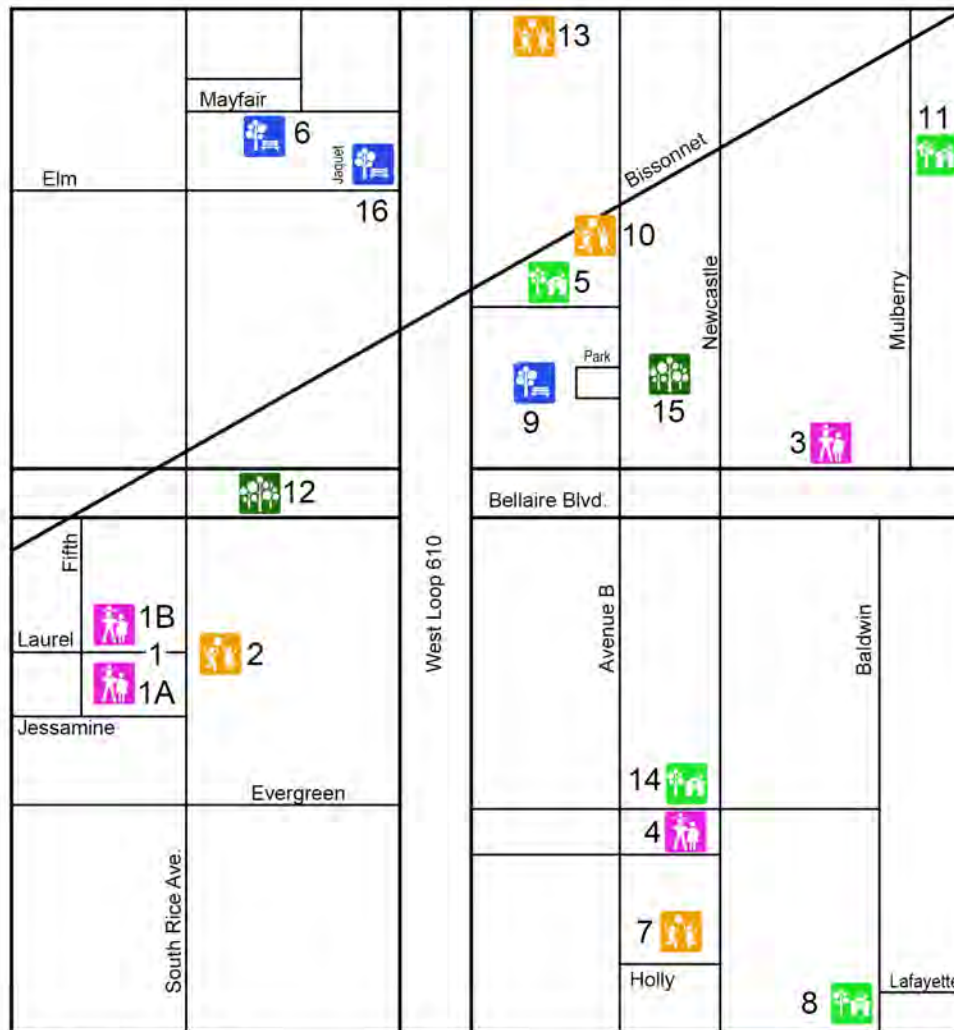 13
Mayfair
6
11
Jaquet
Bissonnet
Elm
16
10
5
Newcastle
Mulberry
Park
9
15
3
12
Bellaire Blvd.
Fifth
1B
Laurel
1
2
1A
Jessamine
West Loop 610
Avenue B
Baldwin
14
Evergreen
4
South Rice Ave.
7
Holly
8
Lafayette